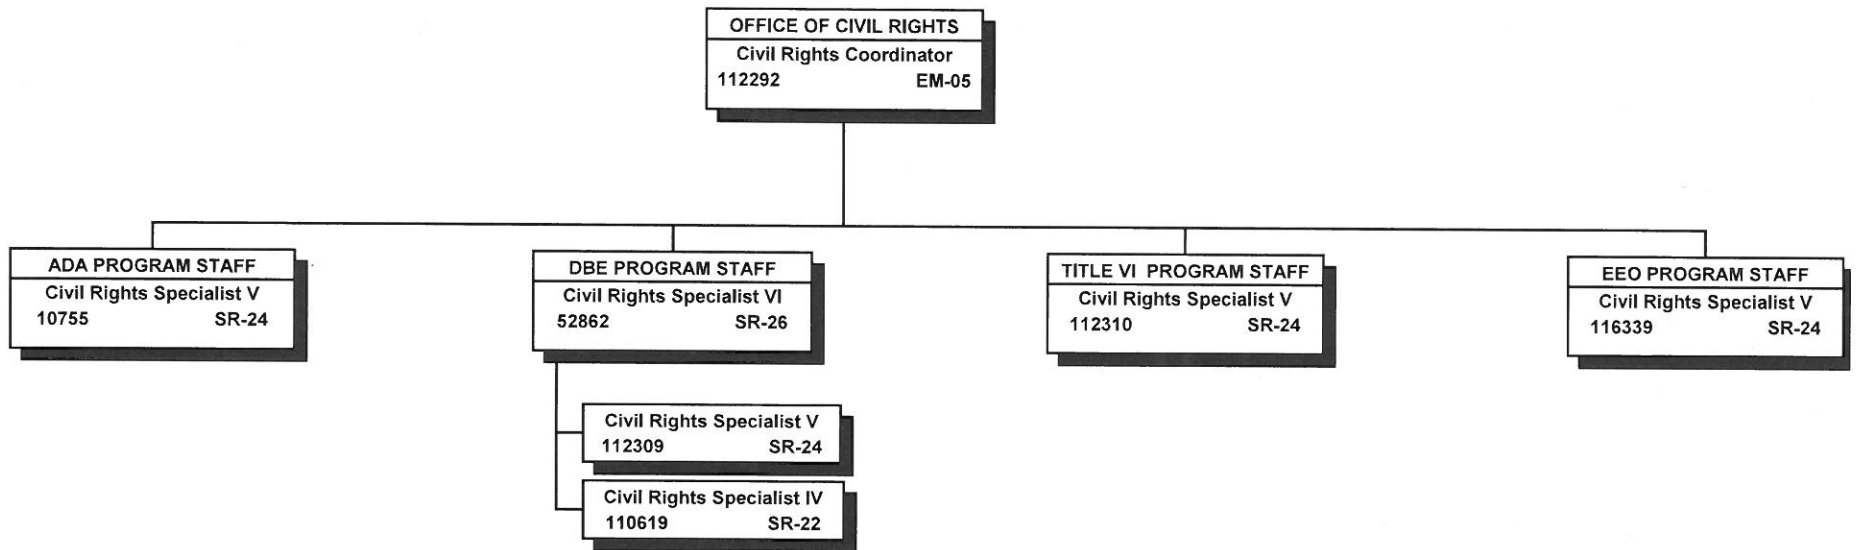 OFFICE OF CIVIL RIGHTS
Civil Rights Coordinator
112292 EM-05
ADA PROGRAM STAFF
Civil Rights Specialist V
10755 SR-24
DBE PROGRAM STAFF
Civil Rights Specialist VI
52862 SR-26
Civil Rights Specialist V
112309 SR-24
Civil Rights Specialist IV
110619 SR-22
TITLE VI PROGRAM STAFF
Civil Rights Specialist V
112310 SR-24
EEO PROGRAM STAFF
Civil Rights Specialist V
116339 SR-24